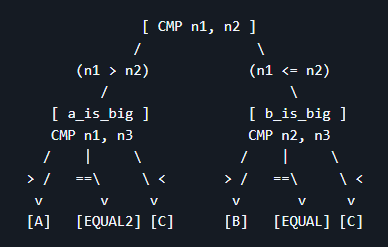 [ CMP n1, n2 ]
/ \
(n1 > n2) (n1 <= n2)
/ \
[ a_is_big ] [ b_is_big ]
CMP n1, n3 CMP n2, n3
/ | \ / | \
> / ==\ \ < > / ==\ \ <
v v v v v v
[A] [EQUAL2] [C] [B] [EQUAL] [C]